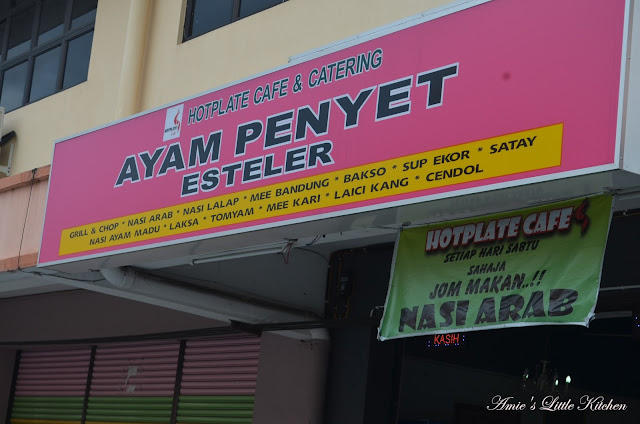 HOTPLATE CAFE & CATERING
AYAM PENYET
ESTELER
GRILL & CHOP * NASI ARAB * NASI LALAP * MEE BANDUNG * BAKSO * SUP EKOR * SATAY
NASI AYAM MADU * LAKSA * TOMYAM * MEE KARI * LAICI KANG * CENDOL
HOTPLATE CAFE
SETIAP HARI SABTU
SAHAJA
JOM MAKAN..!!
NASI ARAB
KASIH
Amie's Little Kitchen